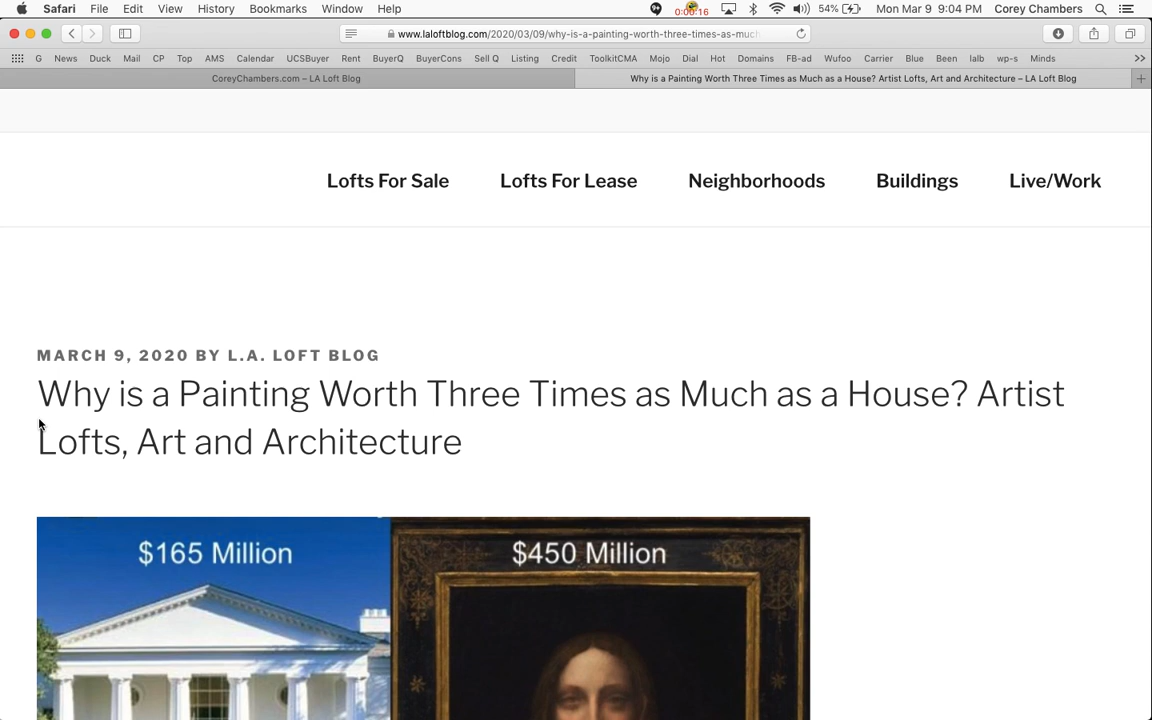 Safari File Edit View History Bookmarks Window Help 0:00:16 54% Mon Mar 9 9:04 PM Corey Chambers
www.laloftblog.com/2020/03/09/why-is-a-painting-worth-three-times-as-much
G News Duck Mail CP Top AMS Calendar UCSBuyer Rent BuyerQ BuyerCons Sell Q Listing Credit ToolkitCMA Mojo Dial Hot Domains FB-ad Wufoo Carrier Blue Been lalb wp-s Minds
CoreyChambers.com – LA Loft Blog Why is a Painting Worth Three Times as Much as a House? Artist Lofts, Art and Architecture – LA Loft Blog
Lofts For Sale Lofts For Lease Neighborhoods Buildings Live/Work
MARCH 9, 2020 BY L.A. LOFT BLOG
Why is a Painting Worth Three Times as Much as a House? Artist
Lofts, Art and Architecture
$165 Million $450 Million